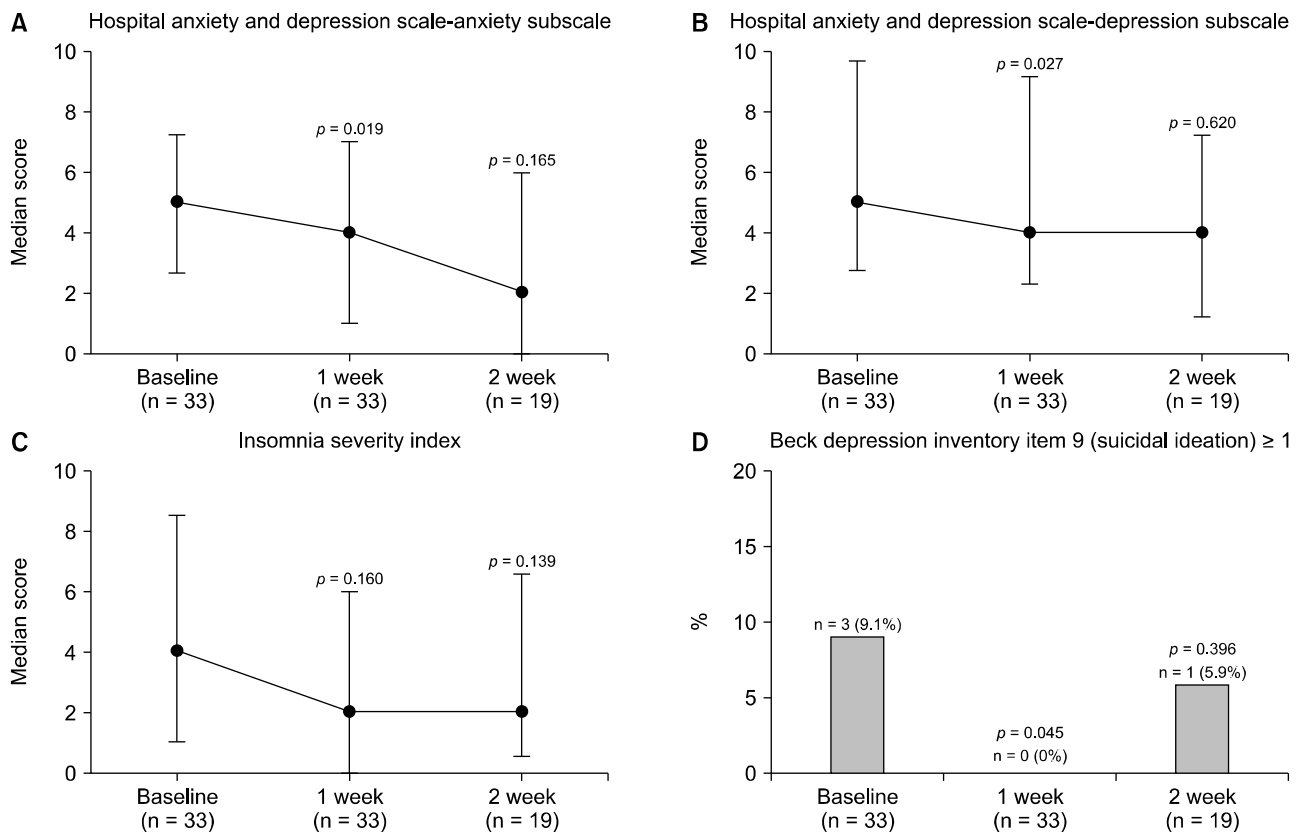 A Hospital anxiety and depression scale-anxiety subscale
10
8
6
4
2
0
Median score
p = 0.019
p = 0.165
Baseline 1 week 2 week
(n = 33) (n = 33) (n = 19)
B Hospital anxiety and depression scale-depression subscale
10
8
6
4
2
0
Median score
p = 0.027
p = 0.620
Baseline 1 week 2 week
(n = 33) (n = 33) (n = 19)
C Insomnia severity index
10
8
6
4
2
0
Median score
p = 0.160
p = 0.139
Baseline 1 week 2 week
(n = 33) (n = 33) (n = 19)
D Beck depression inventory item 9 (suicidal ideation) ≥ 1
20
15
10
5
0
%
n = 3 (9.1%)
p = 0.045
n = 0 (0%)
p = 0.396
n = 1 (5.9%)
Baseline 1 week 2 week
(n = 33) (n = 33) (n = 19)